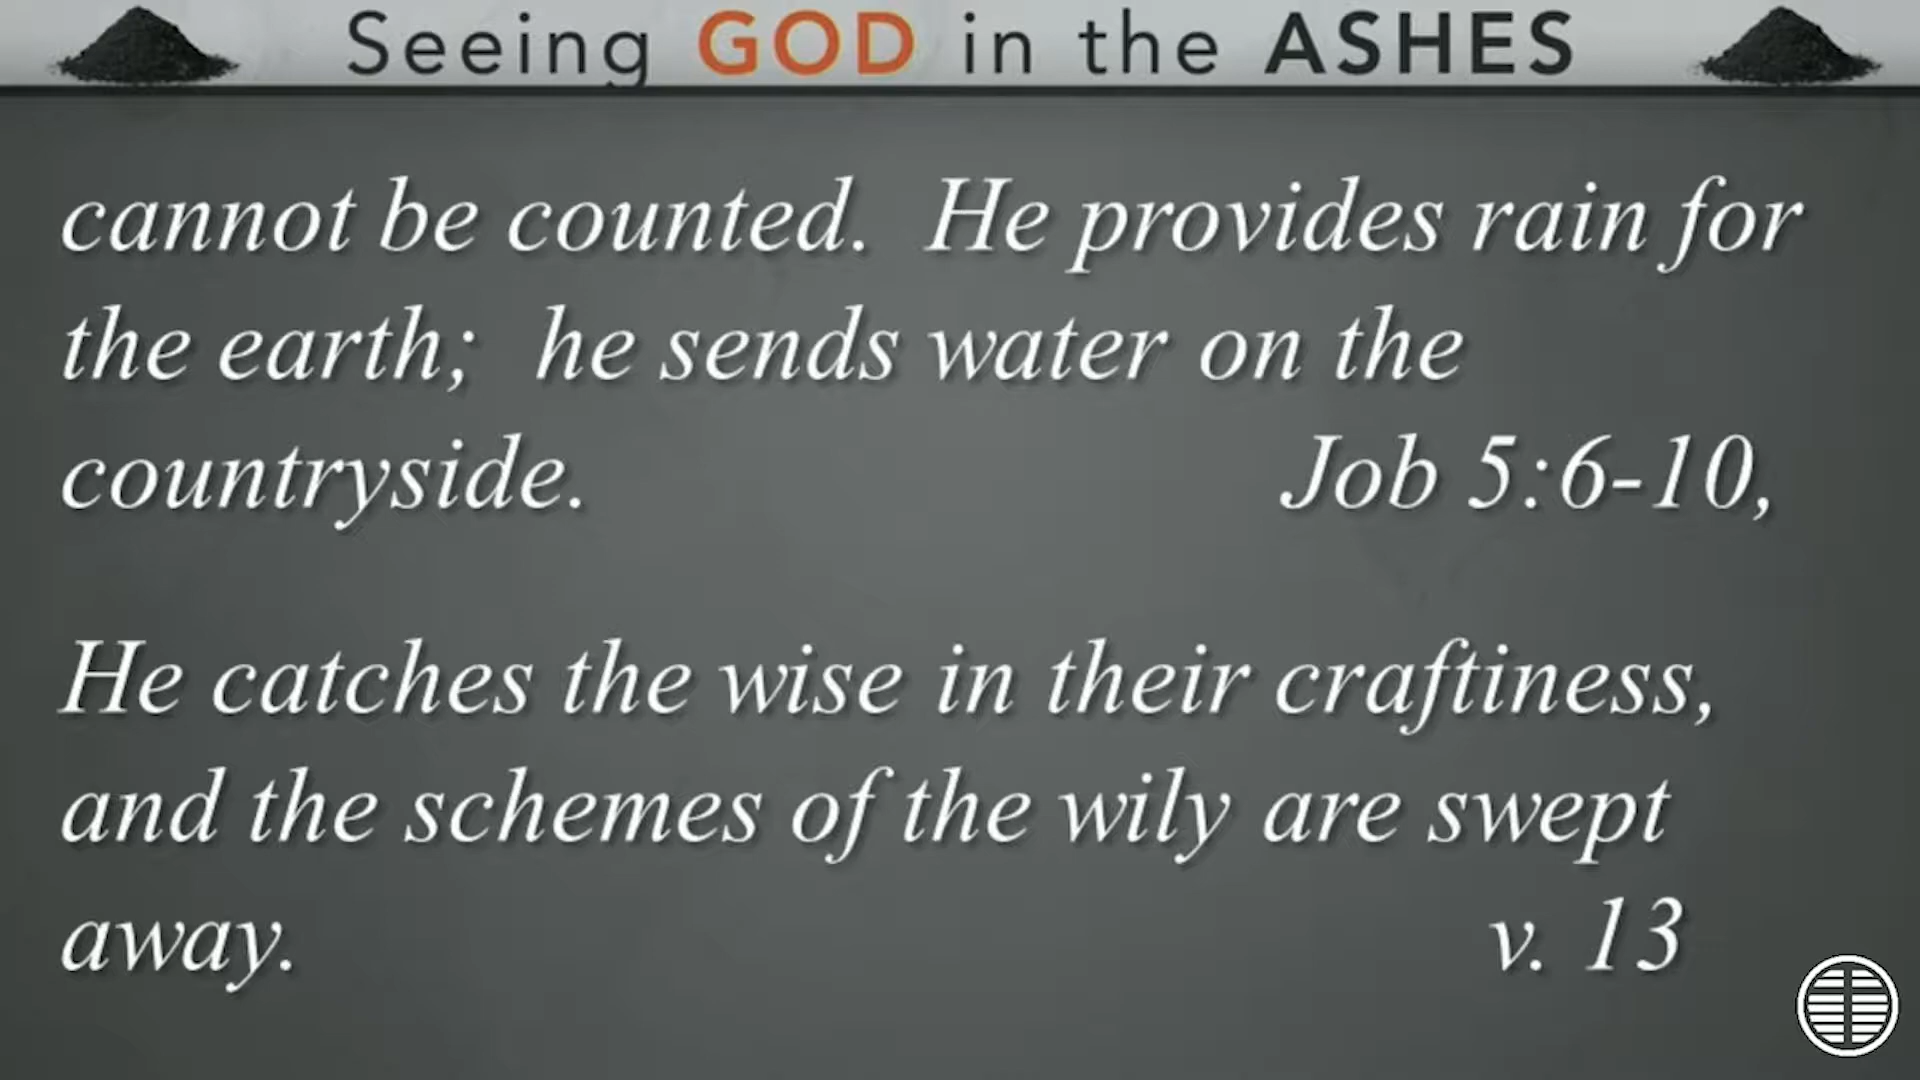 Seeing GOD in the ASHES
cannot be counted. He provides rain for
the earth; he sends water on the
countryside. Job 5:6-10,
He catches the wise in their craftiness,
and the schemes of the wily are swept
away. v. 13